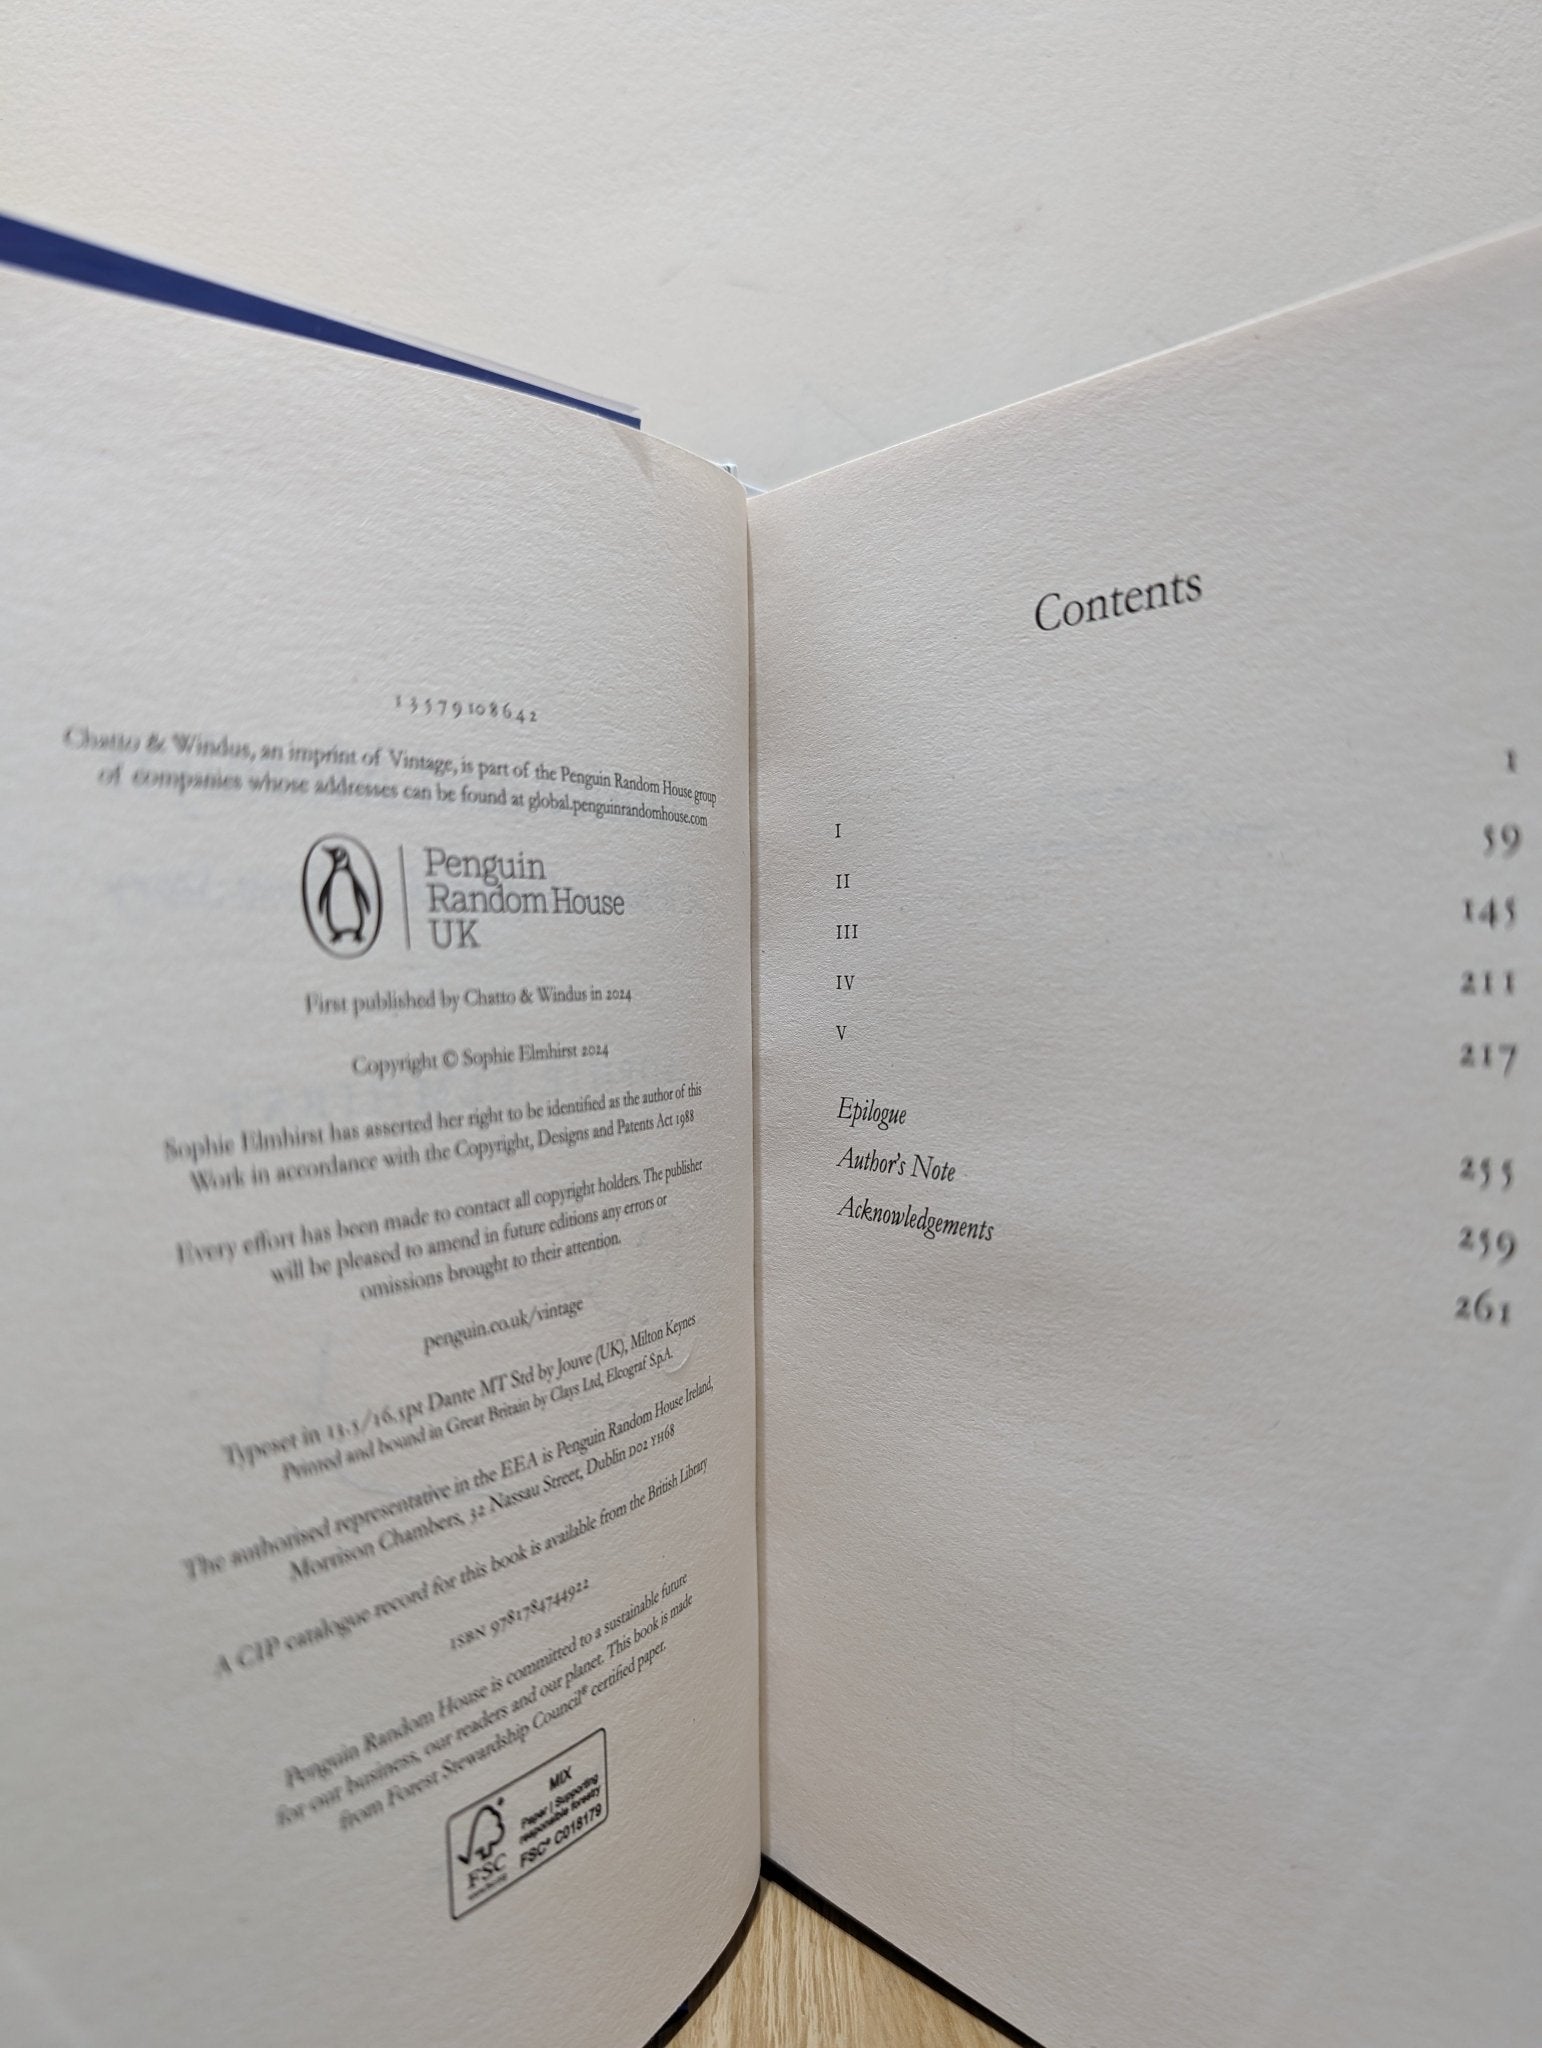 1 3 5 7 9 10 8 6 4 2
Chatto & Windus, an imprint of Vintage, is part of the Penguin Random House group
of companies whose addresses can be found at global.penguinrandomhouse.com
Penguin
Random House
UK
First published by Chatto & Windus in 2024
Copyright © Sophie Elmhirst 2024
Sophie Elmhirst has asserted her right to be identified as the author of this
Work in accordance with the Copyright, Designs and Patents Act 1988
Every effort has been made to contact all copyright holders. The publisher
will be pleased to amend in future editions any errors or
omissions brought to their attention.
penguin.co.uk/vintage
Typeset in 13.5/16.5pt Dante MT Std by Jouve (UK), Milton Keynes
Printed and bound in Great Britain by Clays Ltd, Elcograf S.p.A.
The authorised representative in the EEA is Penguin Random House Ireland,
Morrison Chambers, 32 Nassau Street, Dublin D02 YH68
A CIP catalogue record for this book is available from the British Library
ISBN 9781784744922
Penguin Random House is committed to a sustainable future
for our business, our readers and our planet. This book is made
from Forest Stewardship Council® certified paper.
FSC
www.fsc.org
MIX
Paper | Supporting
responsible forestry
FSC® C018179
Contents
I 1
II 59
III 145
IV 211
V 217
Epilogue 255
Author's Note 259
Acknowledgements 261